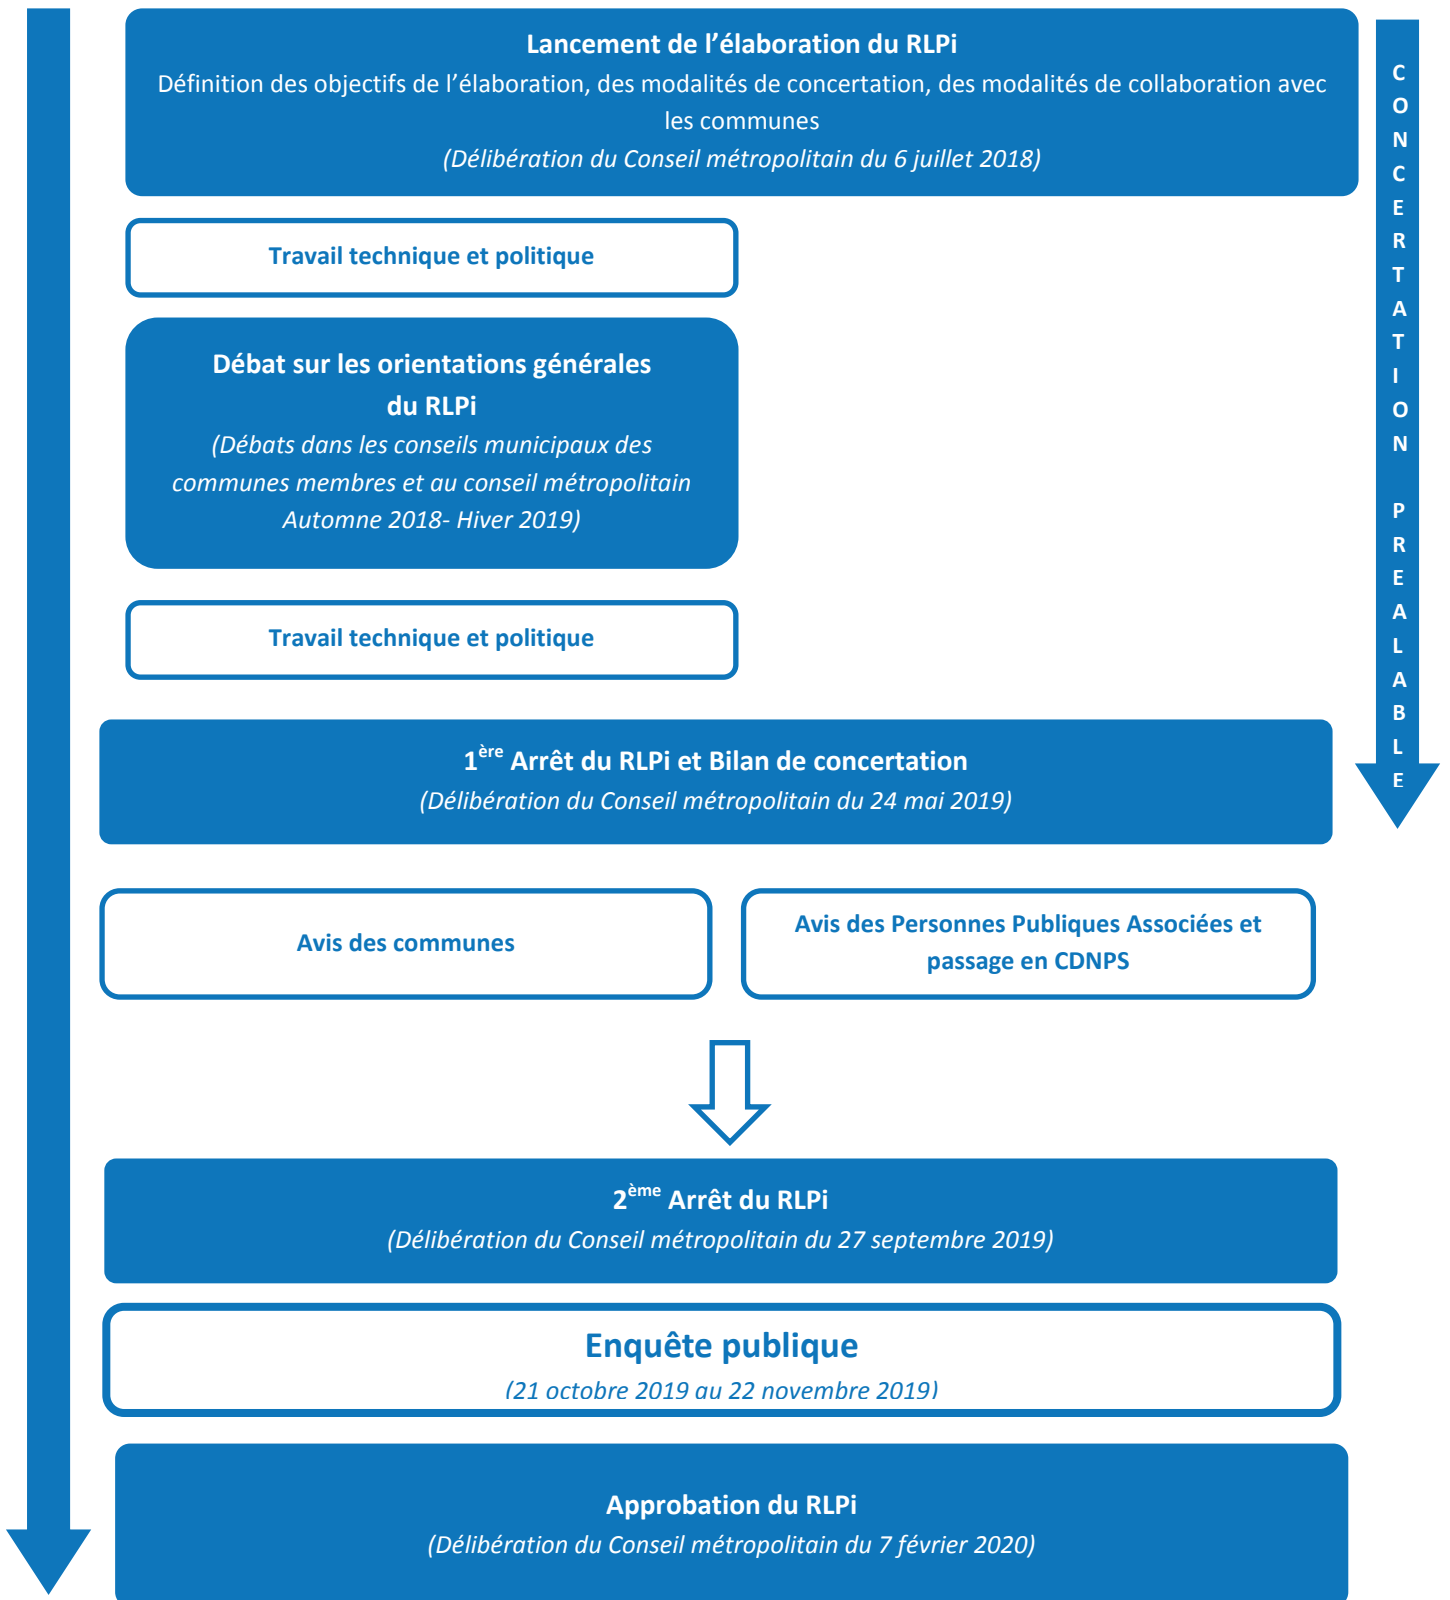 Lancement de l’élaboration du RLPi
Définition des objectifs de l’élaboration, des modalités de concertation, des modalités de collaboration avec
les communes
(Délibération du Conseil métropolitain du 6 juillet 2018)
Travail technique et politique
Débat sur les orientations générales
du RLPi
(Débats dans les conseils municipaux des
communes membres et au conseil métropolitain
Automne 2018- Hiver 2019)
Travail technique et politique
1ère Arrêt du RLPi et Bilan de concertation
(Délibération du Conseil métropolitain du 24 mai 2019)
Avis des communes
Avis des Personnes Publiques Associées et
passage en CDNPS
2ème Arrêt du RLPi
(Délibération du Conseil métropolitain du 27 septembre 2019)
Enquête publique
(21 octobre 2019 au 22 novembre 2019)
Approbation du RLPi
(Délibération du Conseil métropolitain du 7 février 2020)
CONCERTATION PREALABLE